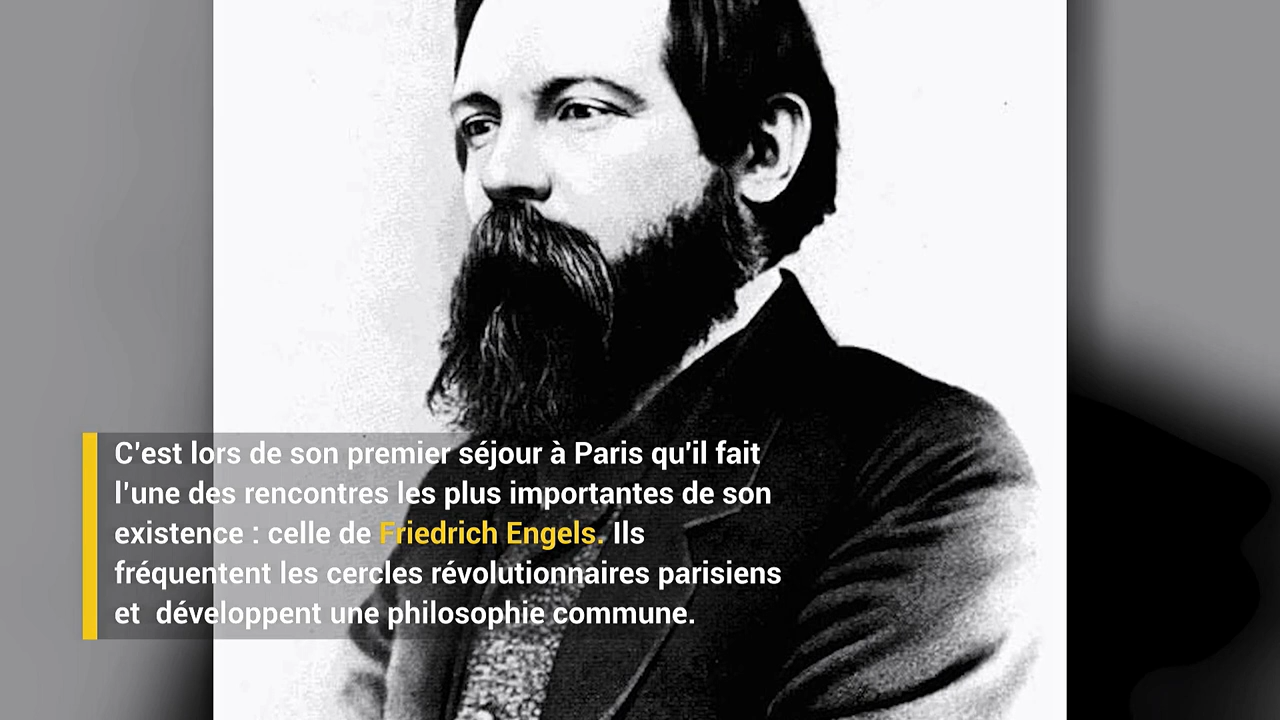 C'est lors de son premier séjour à Paris qu'il fait
l'une des rencontres les plus importantes de son
existence : celle de Friedrich Engels. Ils
fréquentent les cercles révolutionnaires parisiens
et  développent une philosophie commune.